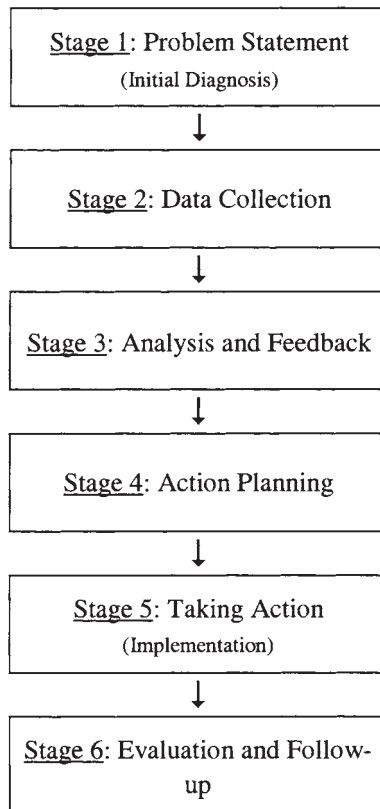 Stage 1: Problem Statement
(Initial Diagnosis)
Stage 2: Data Collection
Stage 3: Analysis and Feedback
Stage 4: Action Planning
Stage 5: Taking Action
(Implementation)
Stage 6: Evaluation and Follow-
up